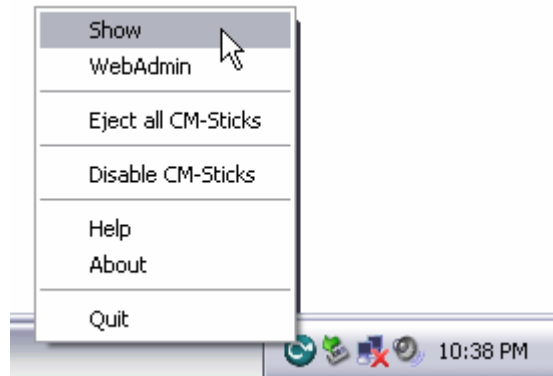 Show
WebAdmin
Eject all CM-Sticks
Disable CM-Sticks
Help
About
Quit
10:38 PM